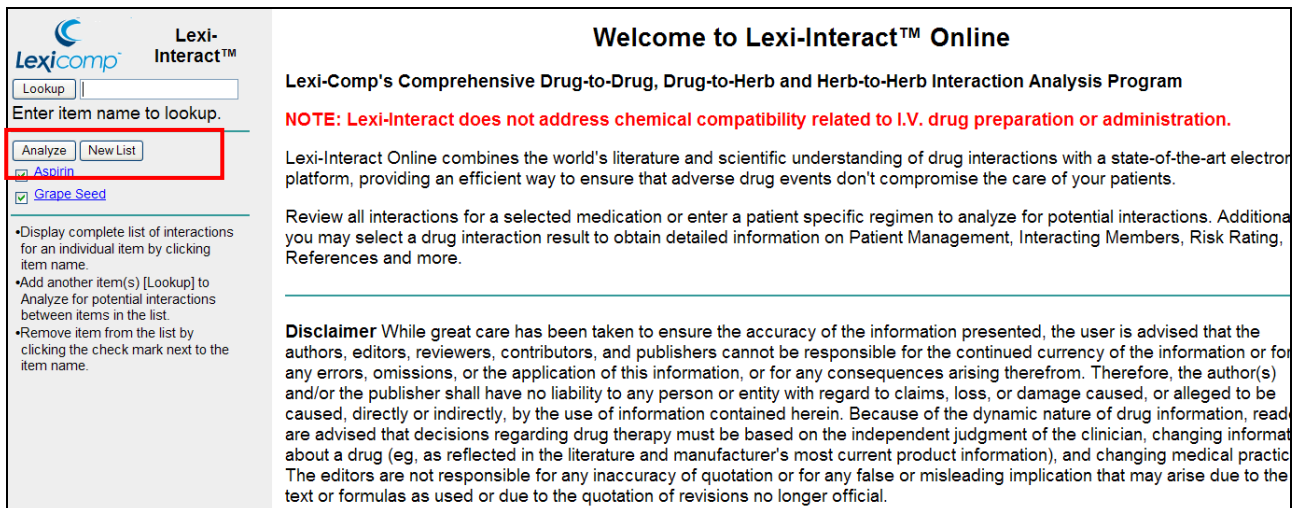 Lexicomp
Lexi-
Interact™
Lookup
Enter item name to lookup.
Analyze New List
Aspirin
Grape Seed
•Display complete list of interactions
for an individual item by clicking
item name.
•Add another item(s) [Lookup] to
Analyze for potential interactions
between items in the list.
•Remove item from the list by
clicking the check mark next to the
item name.
Welcome to Lexi-Interact™ Online
Lexi-Comp's Comprehensive Drug-to-Drug, Drug-to-Herb and Herb-to-Herb Interaction Analysis Program
NOTE: Lexi-Interact does not address chemical compatibility related to I.V. drug preparation or administration.
Lexi-Interact Online combines the world's literature and scientific understanding of drug interactions with a state-of-the-art electron
platform, providing an efficient way to ensure that adverse drug events don't compromise the care of your patients.
Review all interactions for a selected medication or enter a patient specific regimen to analyze for potential interactions. Additiona
you may select a drug interaction result to obtain detailed information on Patient Management, Interacting Members, Risk Rating,
References and more.
Disclaimer While great care has been taken to ensure the accuracy of the information presented, the user is advised that the
authors, editors, reviewers, contributors, and publishers cannot be responsible for the continued currency of the information or for
any errors, omissions, or the application of this information, or for any consequences arising therefrom. Therefore, the author(s)
and/or the publisher shall have no liability to any person or entity with regard to claims, loss, or damage caused, or alleged to be
caused, directly or indirectly, by the use of information contained herein. Because of the dynamic nature of drug information, read
are advised that decisions regarding drug therapy must be based on the independent judgment of the clinician, changing informat
about a drug (eg, as reflected in the literature and manufacturer's most current product information), and changing medical practic
The editors are not responsible for any inaccuracy of quotation or for any false or misleading implication that may arise due to the
text or formulas as used or due to the quotation of revisions no longer official.